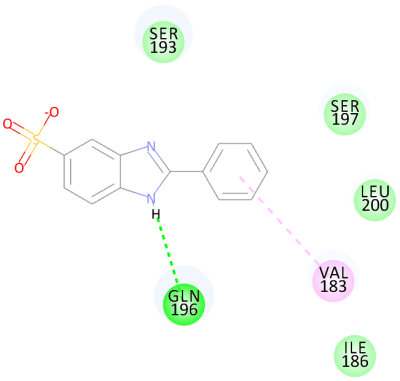 SER
193
SER
197
O
-O
S
O
N
N
H
LEU
200
VAL
183
GLN
196
ILE
186